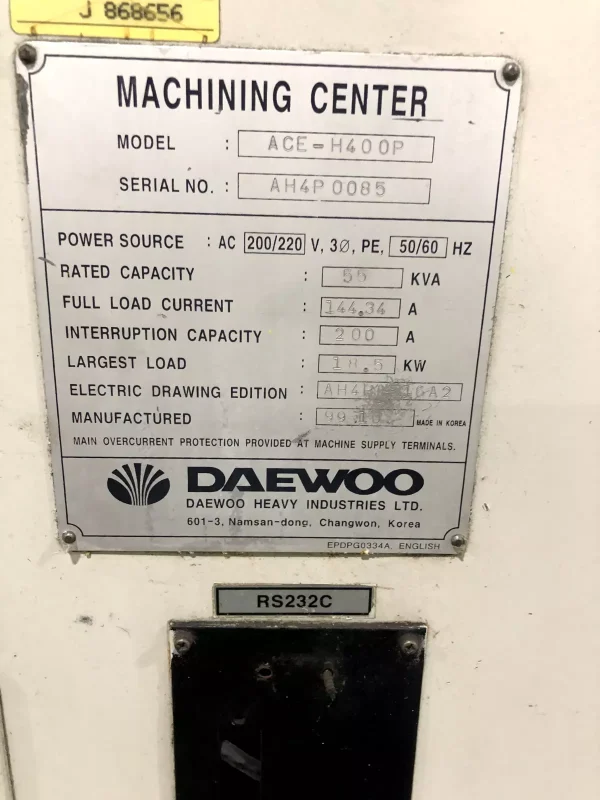 J 868656
MACHINING CENTER
MODEL : ACE-H400P
SERIAL NO. : AH4P0085
POWER SOURCE : AC 200/220 V, 3Ø, PE, 50/60 HZ
RATED CAPACITY : 55 KVA
FULL LOAD CURRENT : 144.34 A
INTERRUPTION CAPACITY : 200 A
LARGEST LOAD : 18.5 KW
ELECTRIC DRAWING EDITION :
MANUFACTURED : MADE IN KOREA
MAIN OVERCURRENT PROTECTION PROVIDED AT MACHINE SUPPLY TERMINALS.
DAEWOO
DAEWOO HEAVY INDUSTRIES LTD.
601-3, Namsan-dong, Changwon, Korea
EPDPG0334A, ENGLISH
RS232C